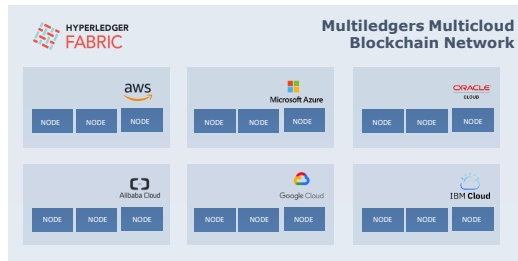 HYPERLEDGER
FABRIC
Multiledgers Multicloud
Blockchain Network
aws
NODE NODE NODE
Microsoft Azure
NODE NODE NODE
ORACLE
CLOUD
NODE NODE NODE
Alibaba Cloud
NODE NODE NODE
Google Cloud
NODE NODE NODE
IBM Cloud
NODE NODE NODE